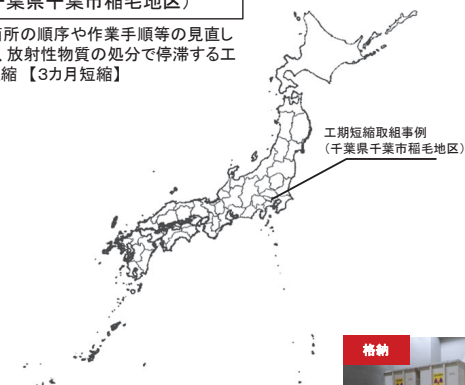 千葉県千葉市稲毛地区）
箇所の順序や作業手順等の見直し
、放射性物質の処分で停滞する工
縮 【3カ月短縮】
工期短縮取組事例
（千葉県千葉市稲毛地区）
格納